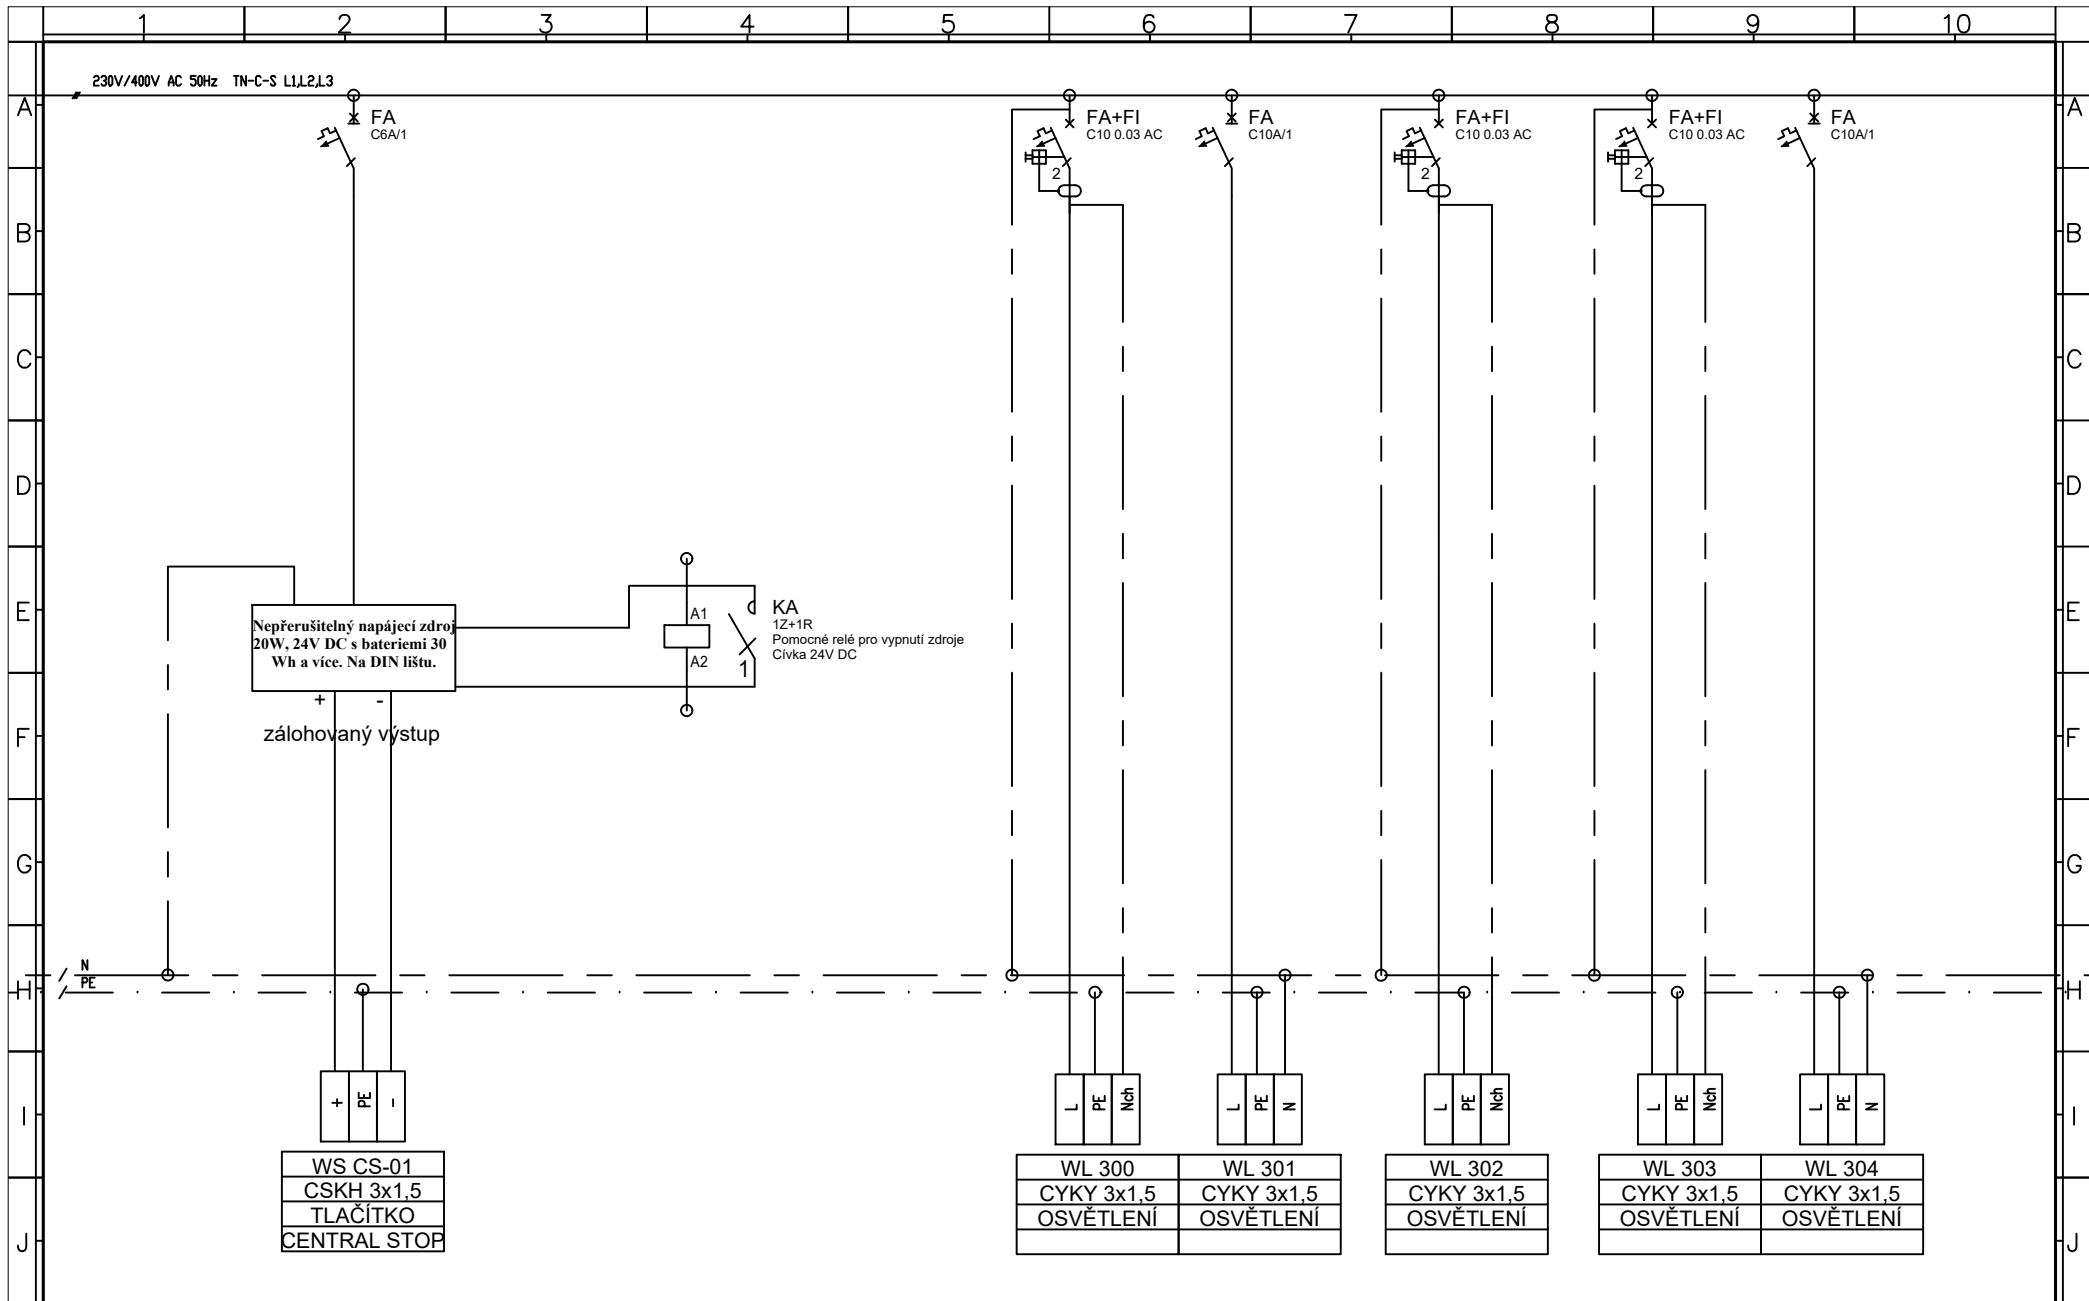 1 2 3 4 5 6 7 8 9 10
230V/400V AC 50Hz TN-C-S L1,L2,L3
A A
FA
C6A/1
FA+FI
C10 0.03 AC
2
FA
C10A/1
FA+FI
C10 0.03 AC
2
FA+FI
C10 0.03 AC
2
FA
C10A/1
B B
C C
D D
E E
Nepřerušitelný napájecí zdroj
20W, 24V DC s bateriemi 30
Wh a více. Na DIN lištu.
+ -
zálohovaný výstup
A1
A2
1
KA
1Z+1R
Pomocné relé pro vypnutí zdroje
Cívka 24V DC
F F
G G
N
PE
H H
I I
+ PE -
L PE Nch
L PE N
L PE Nch
L PE Nch
L PE N
WS CS-01
CSKH 3x1,5
TLAČÍTKO
CENTRAL STOP
WL 300
CYKY 3x1,5
OSVĚTLENÍ
WL 301
CYKY 3x1,5
OSVĚTLENÍ
WL 302
CYKY 3x1,5
OSVĚTLENÍ
WL 303
CYKY 3x1,5
OSVĚTLENÍ
WL 304
CYKY 3x1,5
OSVĚTLENÍ
J J